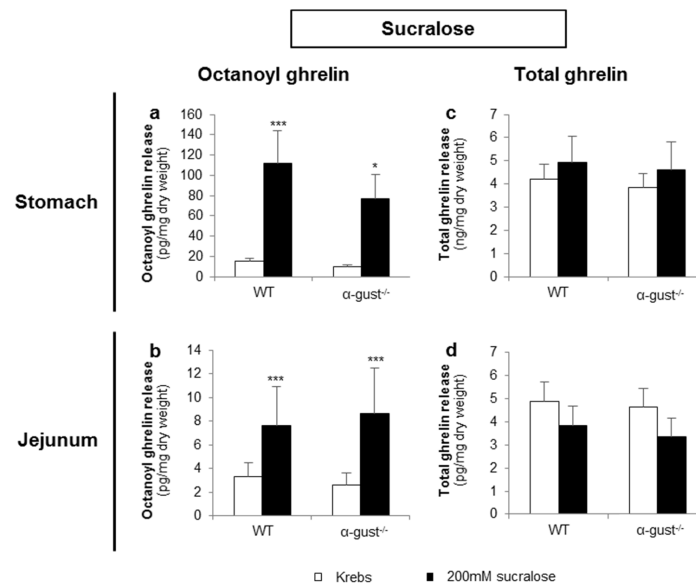 Sucralose
Octanoyl ghrelin
Total ghrelin
Stomach
a
Octanoyl ghrelin release
(pg/mg dry weight)
160
140
120
100
80
60
40
20
0
***
*
WT
α-gust-/-
c
Total ghrelin release
(ng/mg dry weight)
7
6
5
4
3
2
1
0
WT
α-gust-/-
Jejunum
b
Octanoyl ghrelin release
(pg/mg dry weight)
14
12
10
8
6
4
2
0
***
***
WT
α-gust-/-
d
Total ghrelin release
(pg/mg dry weight)
7
6
5
4
3
2
1
0
WT
α-gust-/-
Krebs
200mM sucralose